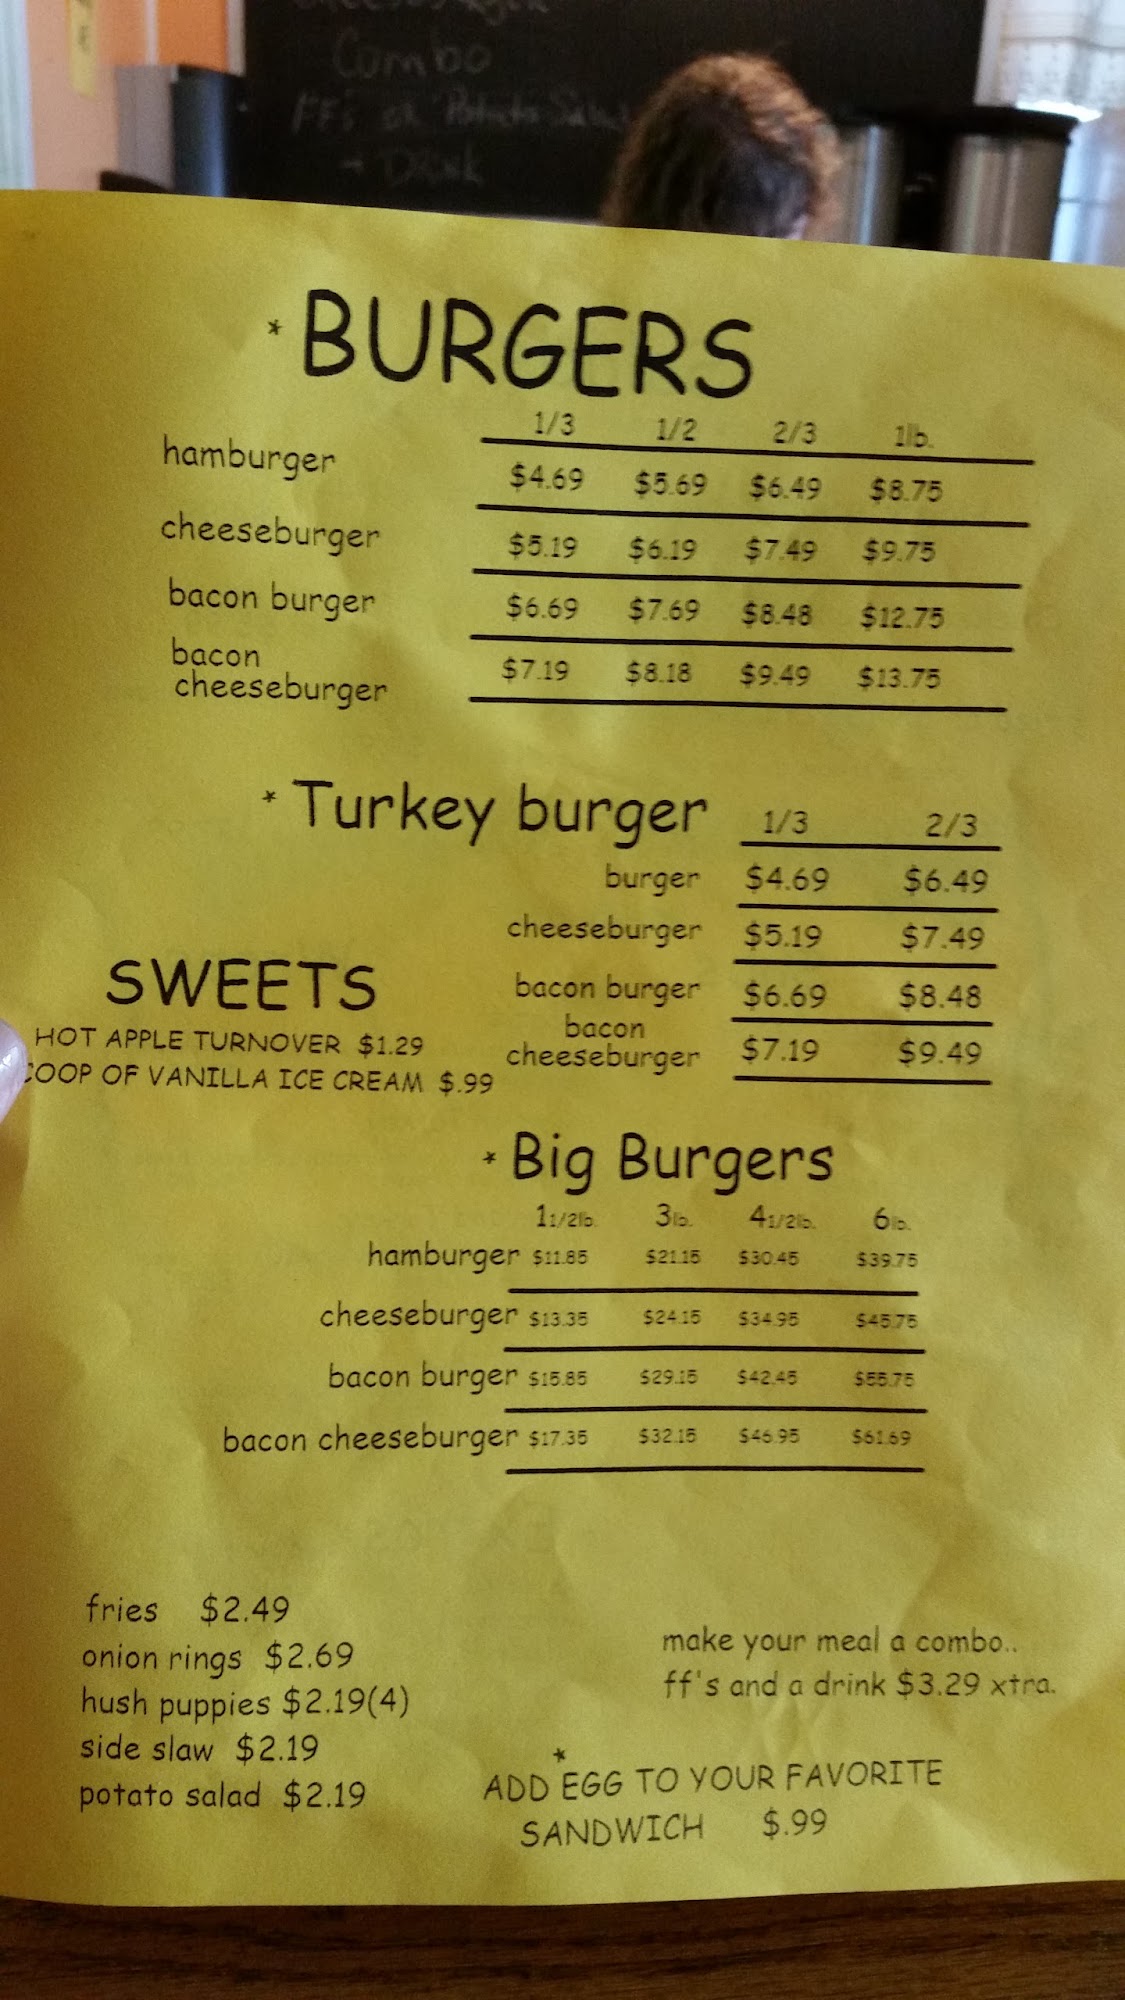 Combo
FF's or Potato Salad
+ Drink
* BURGERS
1/3 1/2 2/3 1lb.
hamburger $4.69 $5.69 $6.49 $8.75
cheeseburger $5.19 $6.19 $7.49 $9.75
bacon burger $6.69 $7.69 $8.48 $12.75
bacon
cheeseburger $7.19 $8.18 $9.49 $13.75
* Turkey burger 1/3 2/3
burger $4.69 $6.49
cheeseburger $5.19 $7.49
bacon burger $6.69 $8.48
bacon
cheeseburger $7.19 $9.49
SWEETS
HOT APPLE TURNOVER $1.29
COOP OF VANILLA ICE CREAM $.99
* Big Burgers
1 1/2lb. 3lb. 4 1/2lb. 6lb.
hamburger $11.85 $21.15 $30.45 $39.75
cheeseburger $13.35 $24.15 $34.95 $45.75
bacon burger $15.85 $29.15 $42.45 $55.75
bacon cheeseburger $17.35 $32.15 $46.95 $61.69
fries $2.49
onion rings $2.69
hush puppies $2.19(4)
side slaw $2.19
potato salad $2.19
make your meal a combo..
ff's and a drink $3.29 xtra.
*
ADD EGG TO YOUR FAVORITE
SANDWICH $.99